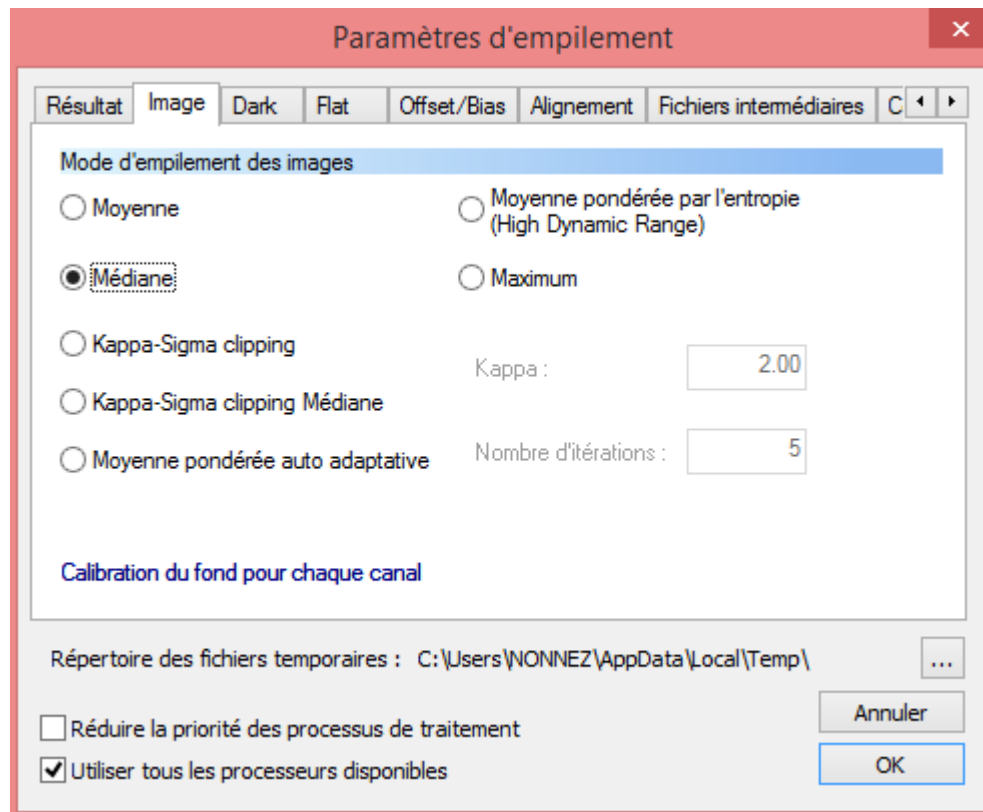 Paramètres d'empilement
Résultat Image Dark Flat Offset/Bias Alignement Fichiers intermédiaires C
Mode d'empilement des images
Moyenne
Moyenne pondérée par l'entropie
(High Dynamic Range)
Médiane
Maximum
Kappa-Sigma clipping
Kappa : 2.00
Kappa-Sigma clipping Médiane
Moyenne pondérée auto adaptative
Nombre d'itérations : 5
Calibration du fond pour chaque canal
Répertoire des fichiers temporaires : C:\Users\NONNEZ\AppData\Local\Temp\ ...
Annuler
Réduire la priorité des processus de traitement
Utiliser tous les processeurs disponibles
OK